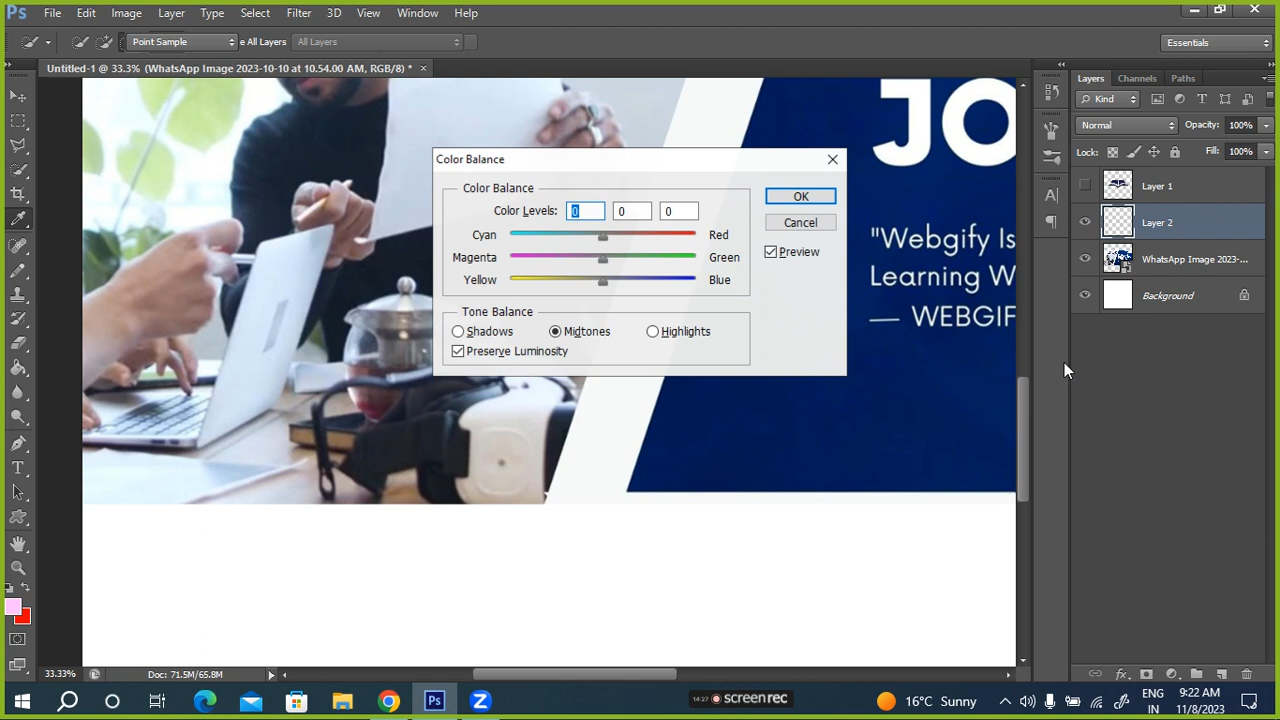 Ps File Edit Image Layer Type Select Filter 3D View Window Help
Point Sample e All Layers All Layers Essentials
Untitled-1 @ 33.3% (WhatsApp Image 2023-10-10 at 10.54.00 AM, RGB/8) * ×
JO
"Webgify Is
Learning W
— WEBGIF
Color Balance
Color Balance
Color Levels: 0 0 0
Cyan Red
Magenta Green
Yellow Blue
Tone Balance
Shadows Midtones Highlights
Preserve Luminosity
OK
Cancel
Preview
Layers Channels Paths
Kind
Normal Opacity: 100%
Lock: Fill: 100%
Layer 1
Layer 2
WhatsApp Image 2023-...
Background
33.33% Doc: 71.5M/65.8M
14:27 screenrec
16°C Sunny
ENG
IN
9:22 AM
11/8/2023